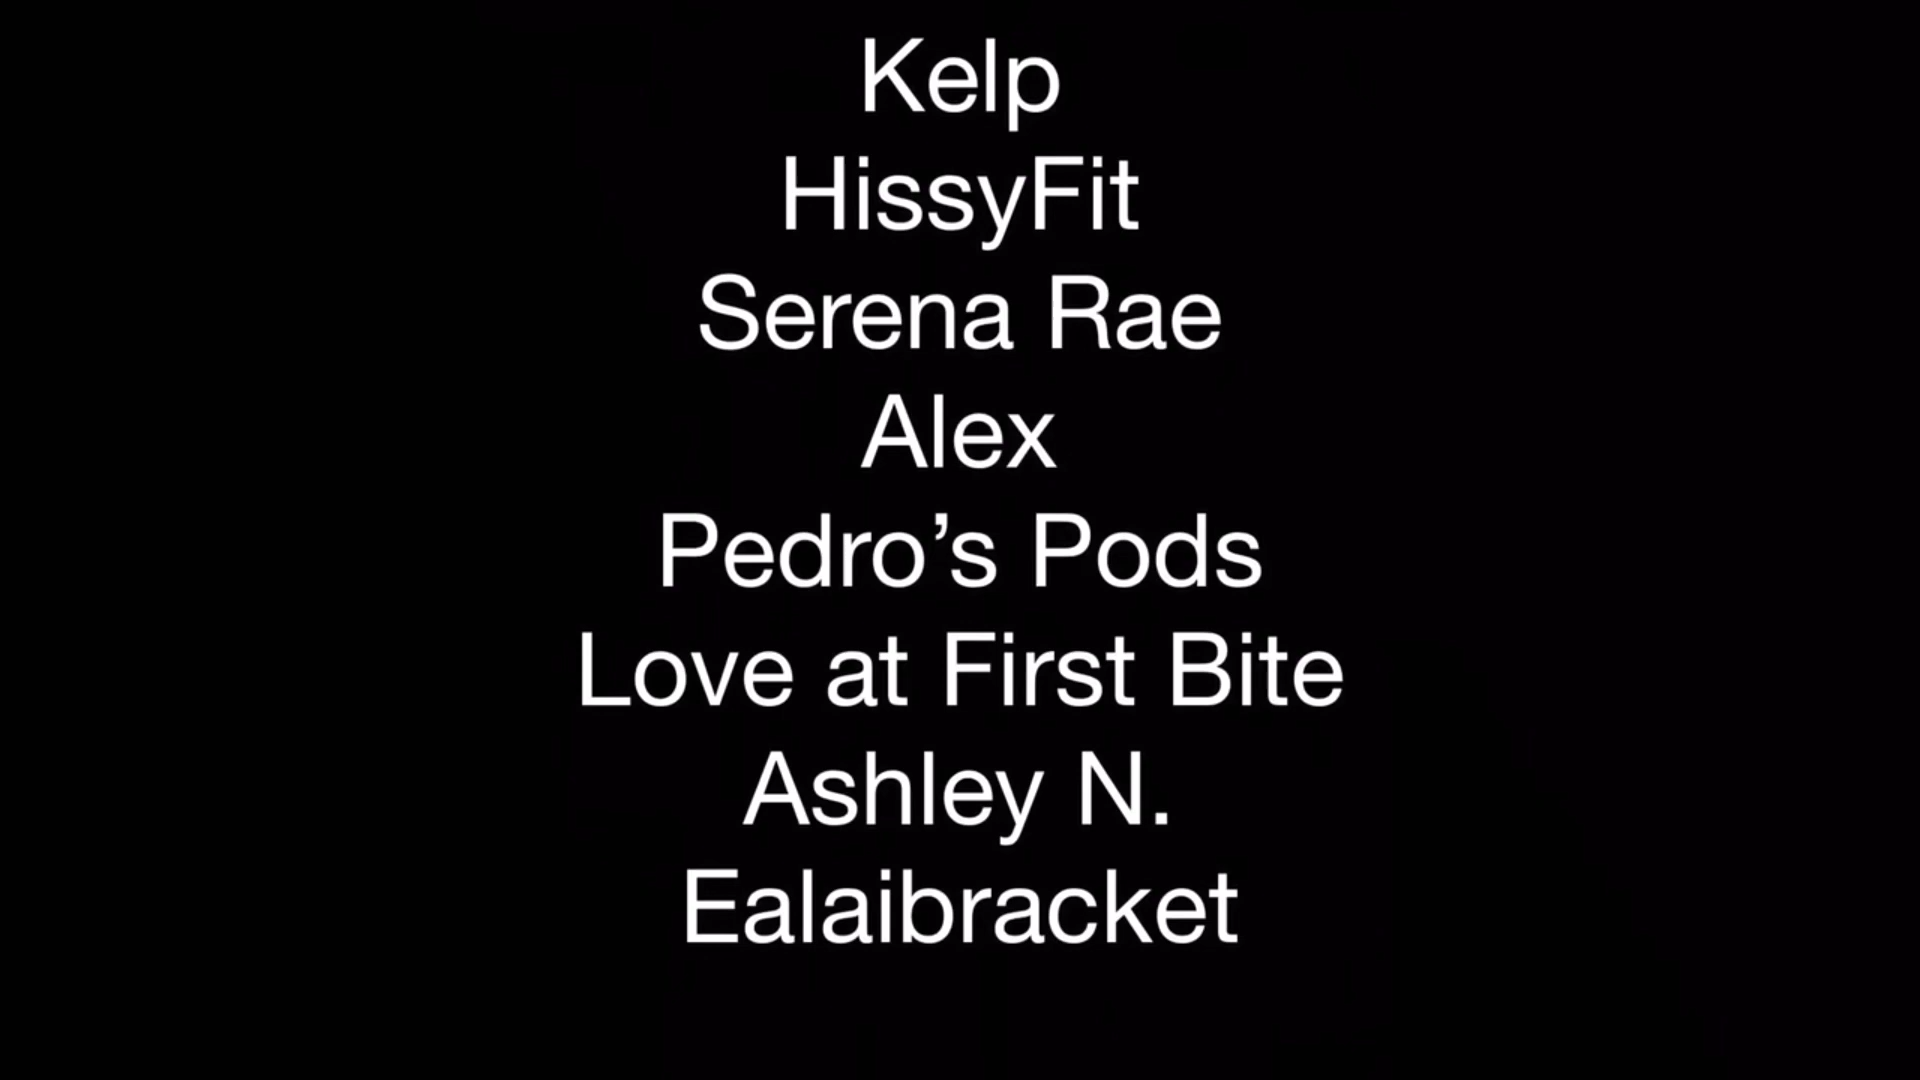 Kelp
HissyFit
Serena Rae
Alex
Pedro’s Pods
Love at First Bite
Ashley N.
Ealaibracket